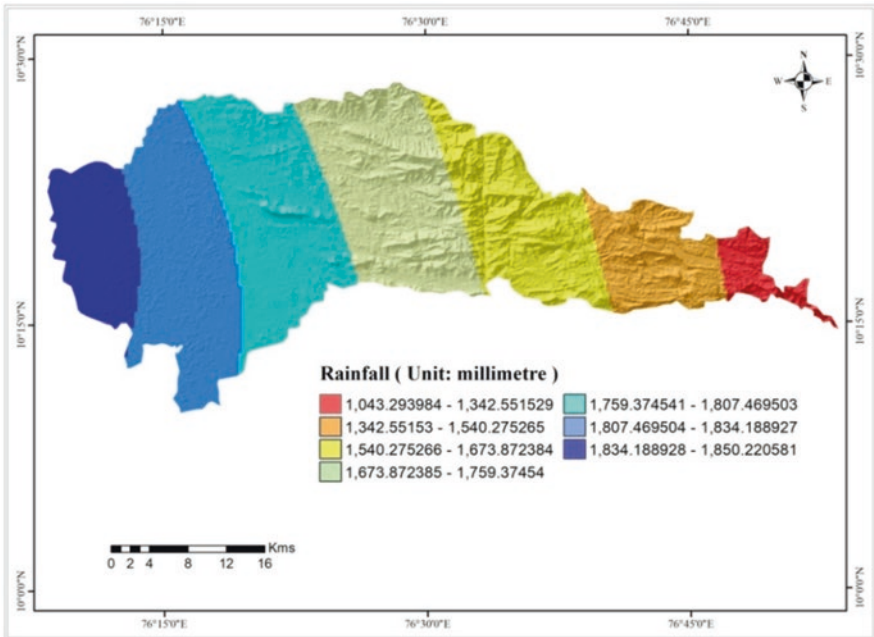 76°15'0"E 76°30'0"E 76°45'0"E
10°30'0"N 10°30'0"N
N
W E
S
10°15'0"N 10°15'0"N
Rainfall ( Unit: millimetre )
1,043.293984 - 1,342.551529
1,342.55153 - 1,540.275265
1,540.275266 - 1,673.872384
1,673.872385 - 1,759.37454
1,759.374541 - 1,807.469503
1,807.469504 - 1,834.188927
1,834.188928 - 1,850.220581
Kms
0 2 4 8 12 16
10°0'0"N 10°0'0"N
76°15'0"E 76°30'0"E 76°45'0"E